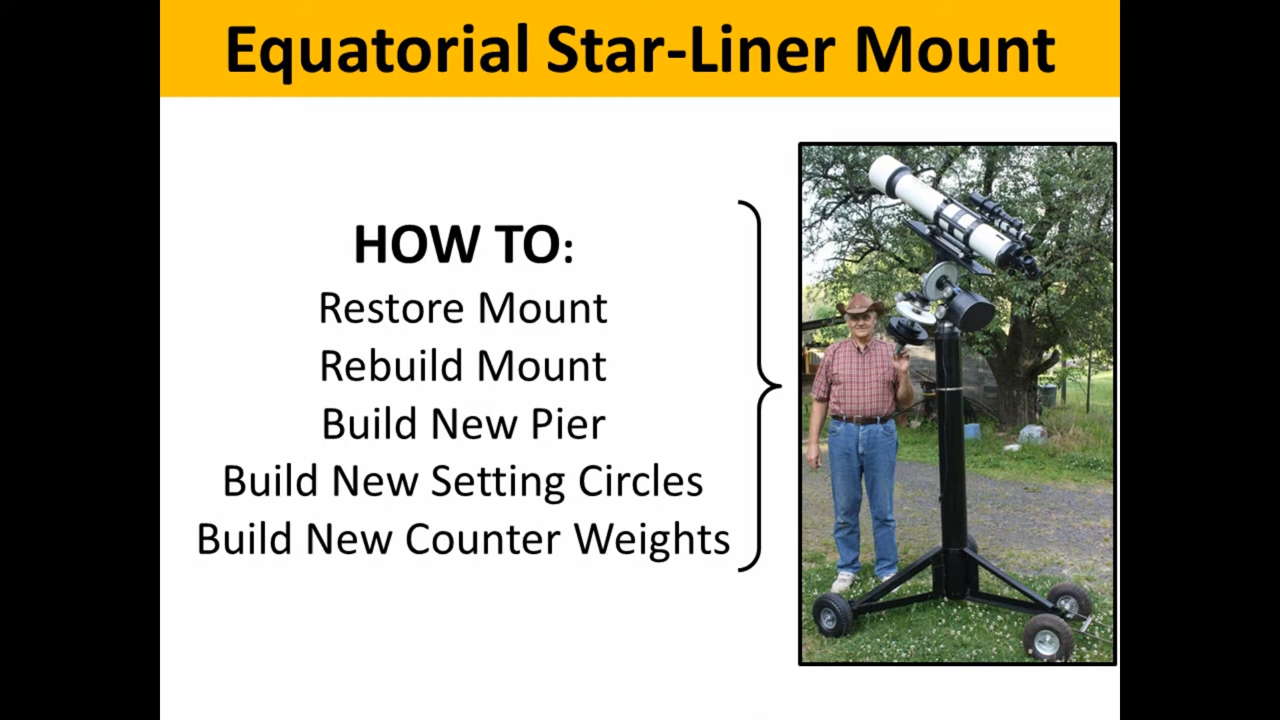 Equatorial Star-Liner Mount
HOW TO:
Restore Mount
Rebuild Mount
Build New Pier
Build New Setting Circles
Build New Counter Weights